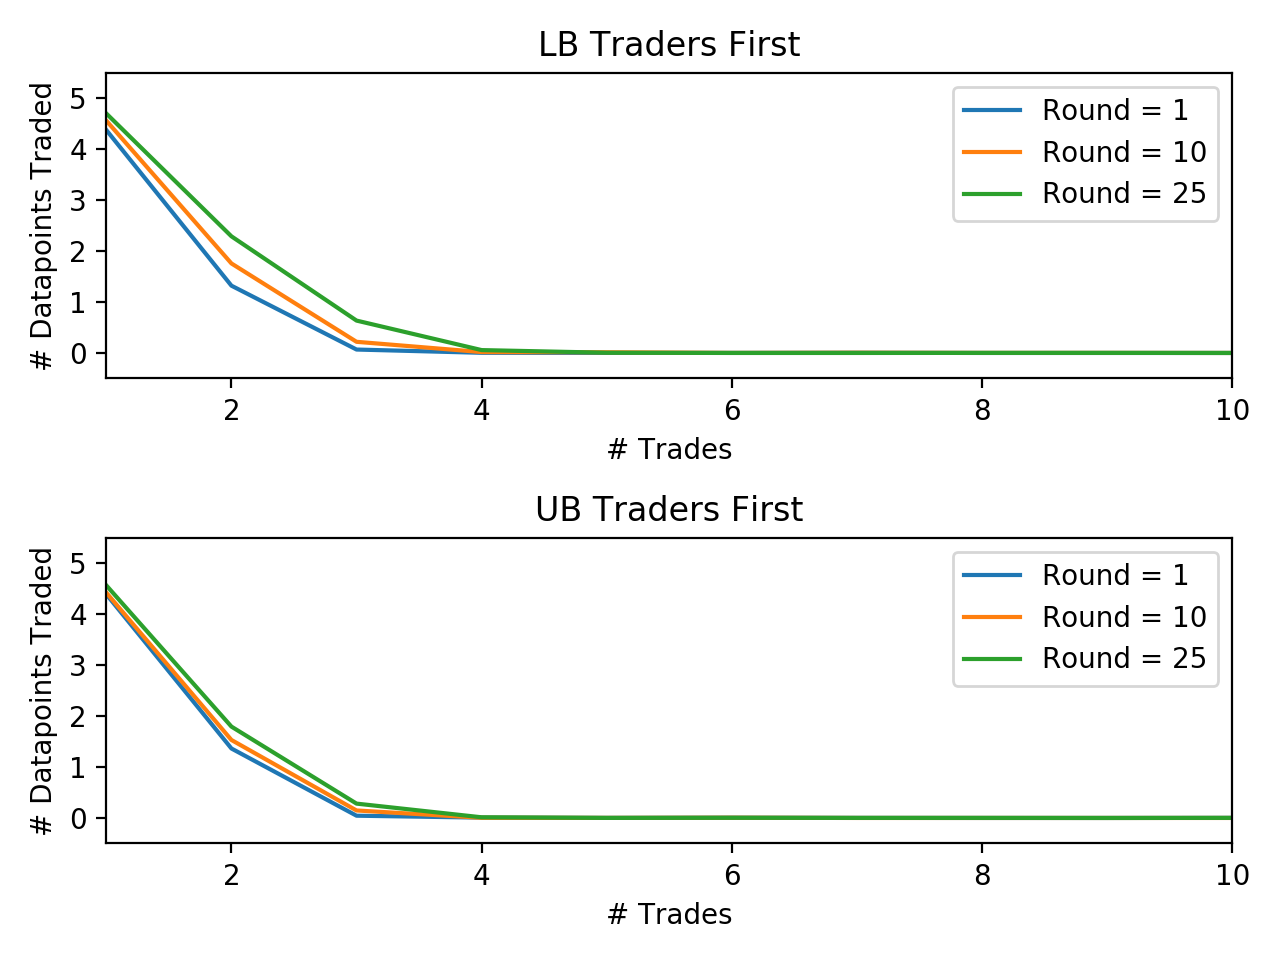 LB Traders First
# Datapoints Traded
5
4
3
2
1
0
Round = 1
Round = 10
Round = 25
2 4 6 8 10
# Trades
UB Traders First
# Datapoints Traded
5
4
3
2
1
0
Round = 1
Round = 10
Round = 25
2 4 6 8 10
# Trades